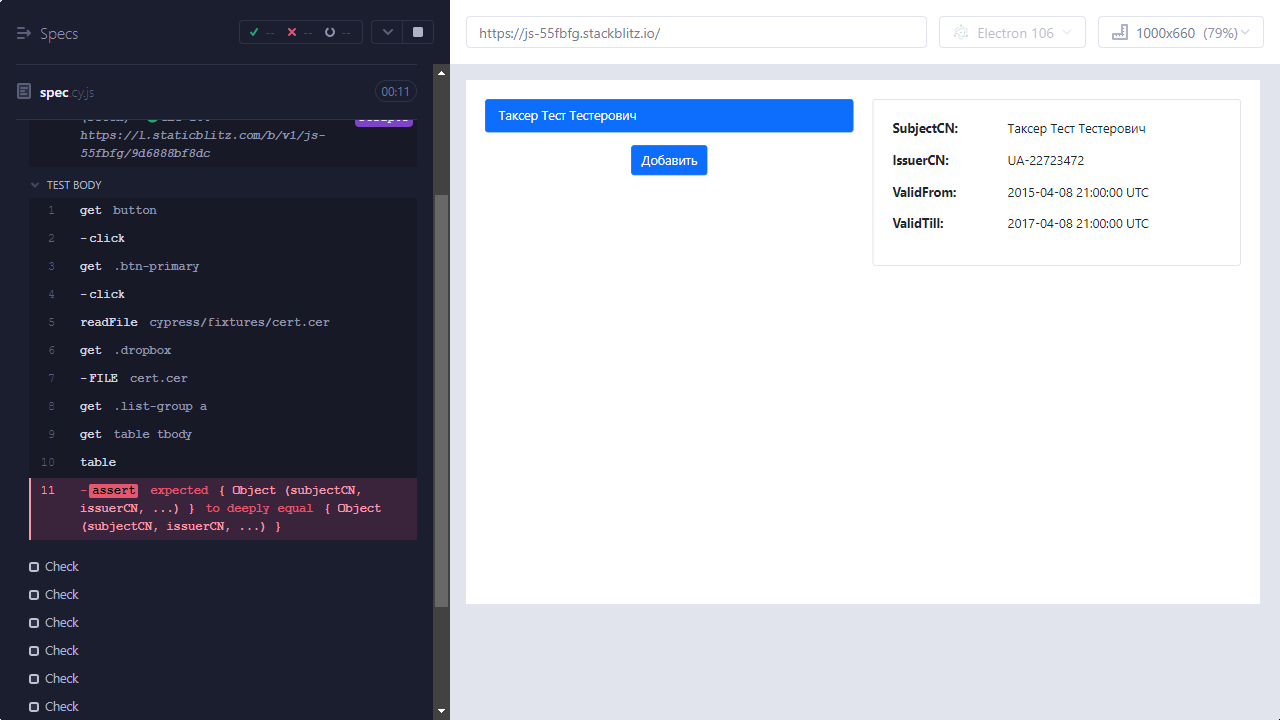 Specs
--
--
--
https://js-55fbfg.stackblitz.io/
Electron 106
1000x660 (79%)
spec.cy.js
00:11
https://l.staticblitz.com/b/v1/js-
55fbfg/9d6888bf8dc
TEST BODY
1 get button
2 -click
3 get .btn-primary
4 -click
5 readFile cypress/fixtures/cert.cer
6 get .dropbox
7 -FILE cert.cer
8 get .list-group a
9 get table tbody
10 table
11 -assert expected { Object (subjectCN,
issuerCN, ...) } to deeply equal { Object
(subjectCN, issuerCN, ...) }
Check
Check
Check
Check
Check
Check
Таксер Тест Тестерович
Добавить
SubjectCN: Таксер Тест Тестерович
IssuerCN: UA-22723472
ValidFrom: 2015-04-08 21:00:00 UTC
ValidTill: 2017-04-08 21:00:00 UTC